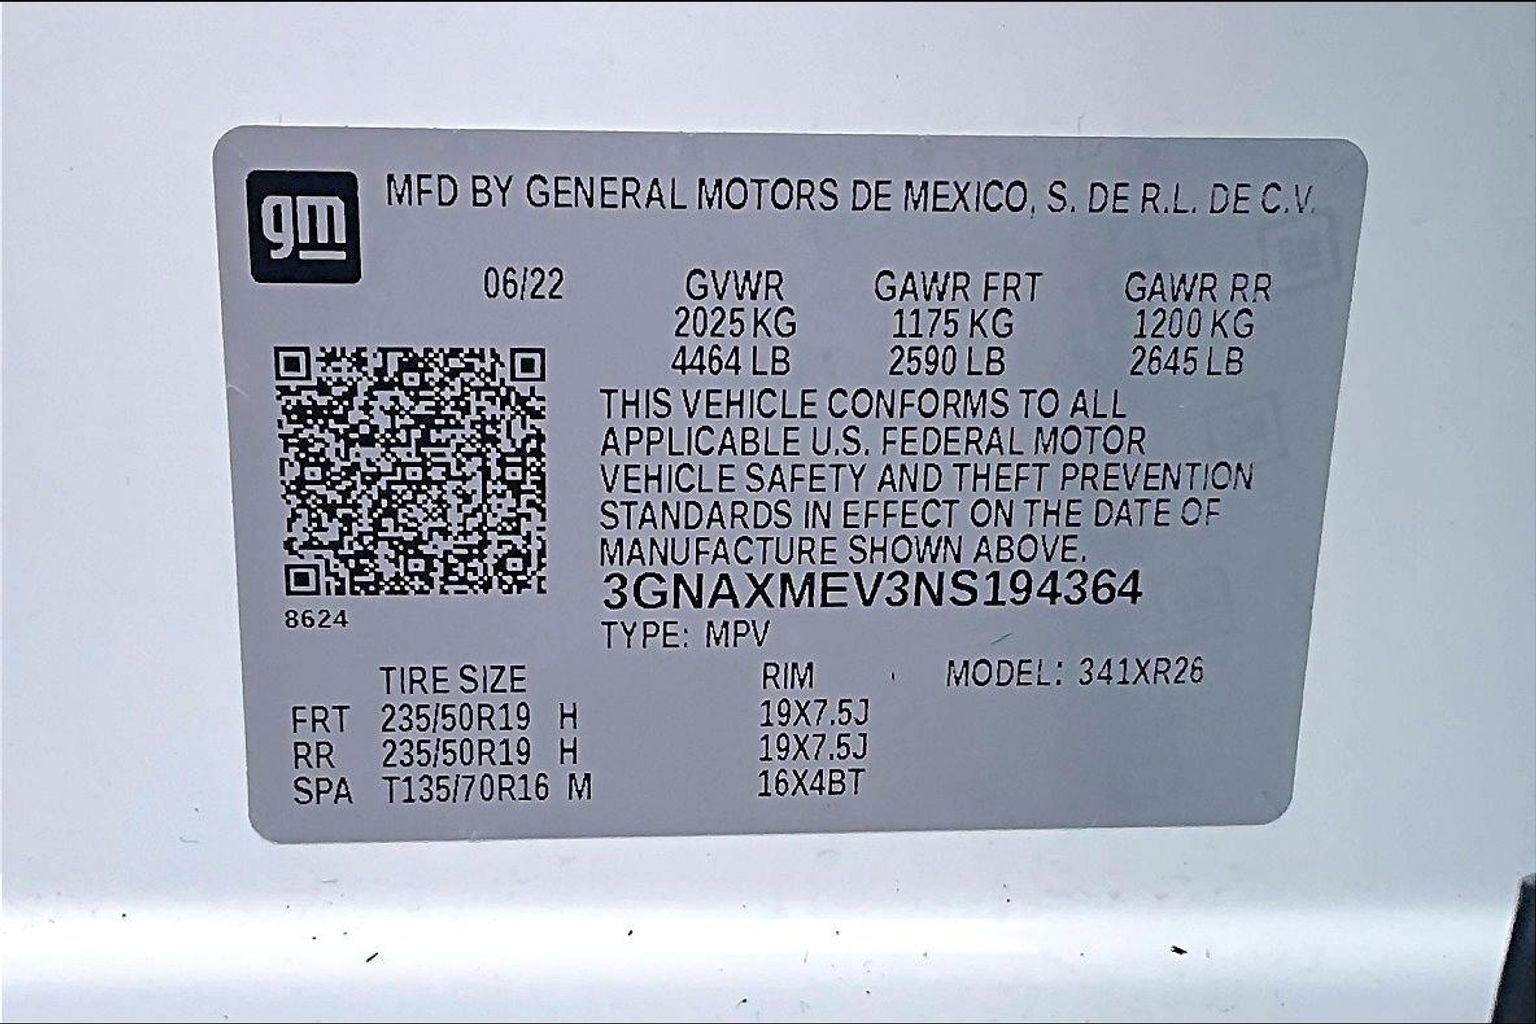 gm
MFD BY GENERAL MOTORS DE MEXICO, S. DE R.L. DE C.V.
06/22 GVWR GAWR FRT GAWR RR
2025 KG 1175 KG 1200 KG
4464 LB 2590 LB 2645 LB
THIS VEHICLE CONFORMS TO ALL
APPLICABLE U.S. FEDERAL MOTOR
VEHICLE SAFETY AND THEFT PREVENTION
STANDARDS IN EFFECT ON THE DATE OF
MANUFACTURE SHOWN ABOVE.
3GNAXMEV3NS194364
8624
TYPE: MPV
TIRE SIZE RIM MODEL: 341XR26
FRT 235/50R19 H 19X7.5J
RR 235/50R19 H 19X7.5J
SPA T135/70R16 M 16X4BT